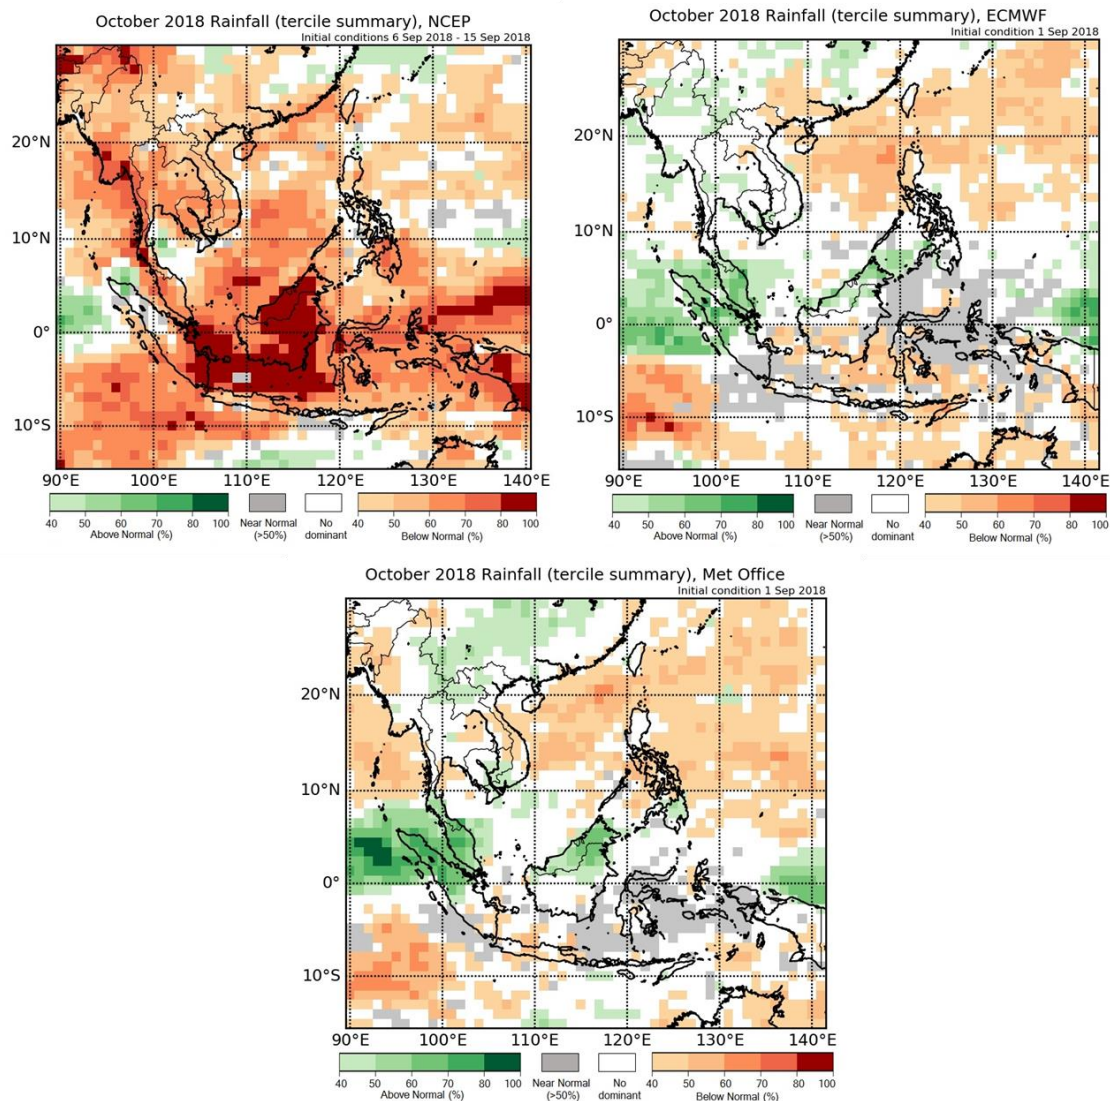 October 2018 Rainfall (tercile summary), NCEP
Initial conditions 6 Sep 2018 - 15 Sep 2018
20°N
10°N
0°
10°S
90°E 100°E 110°E 120°E 130°E 140°E
40 50 60 70 80 100
Above Normal (%)
Near Normal
(>50%)
No
dominant
40 50 60 70 80 100
Below Normal (%)
October 2018 Rainfall (tercile summary), ECMWF
Initial condition 1 Sep 2018
20°N
10°N
0°
10°S
90°E 100°E 110°E 120°E 130°E 140°E
40 50 60 70 80 100
Above Normal (%)
Near Normal
(>50%)
No
dominant
40 50 60 70 80 100
Below Normal (%)
October 2018 Rainfall (tercile summary), Met Office
Initial condition 1 Sep 2018
20°N
10°N
0°
10°S
90°E 100°E 110°E 120°E 130°E 140°E
40 50 60 70 80 100
Above Normal (%)
Near Normal
(>50%)
No
dominant
40 50 60 70 80 100
Below Normal (%)